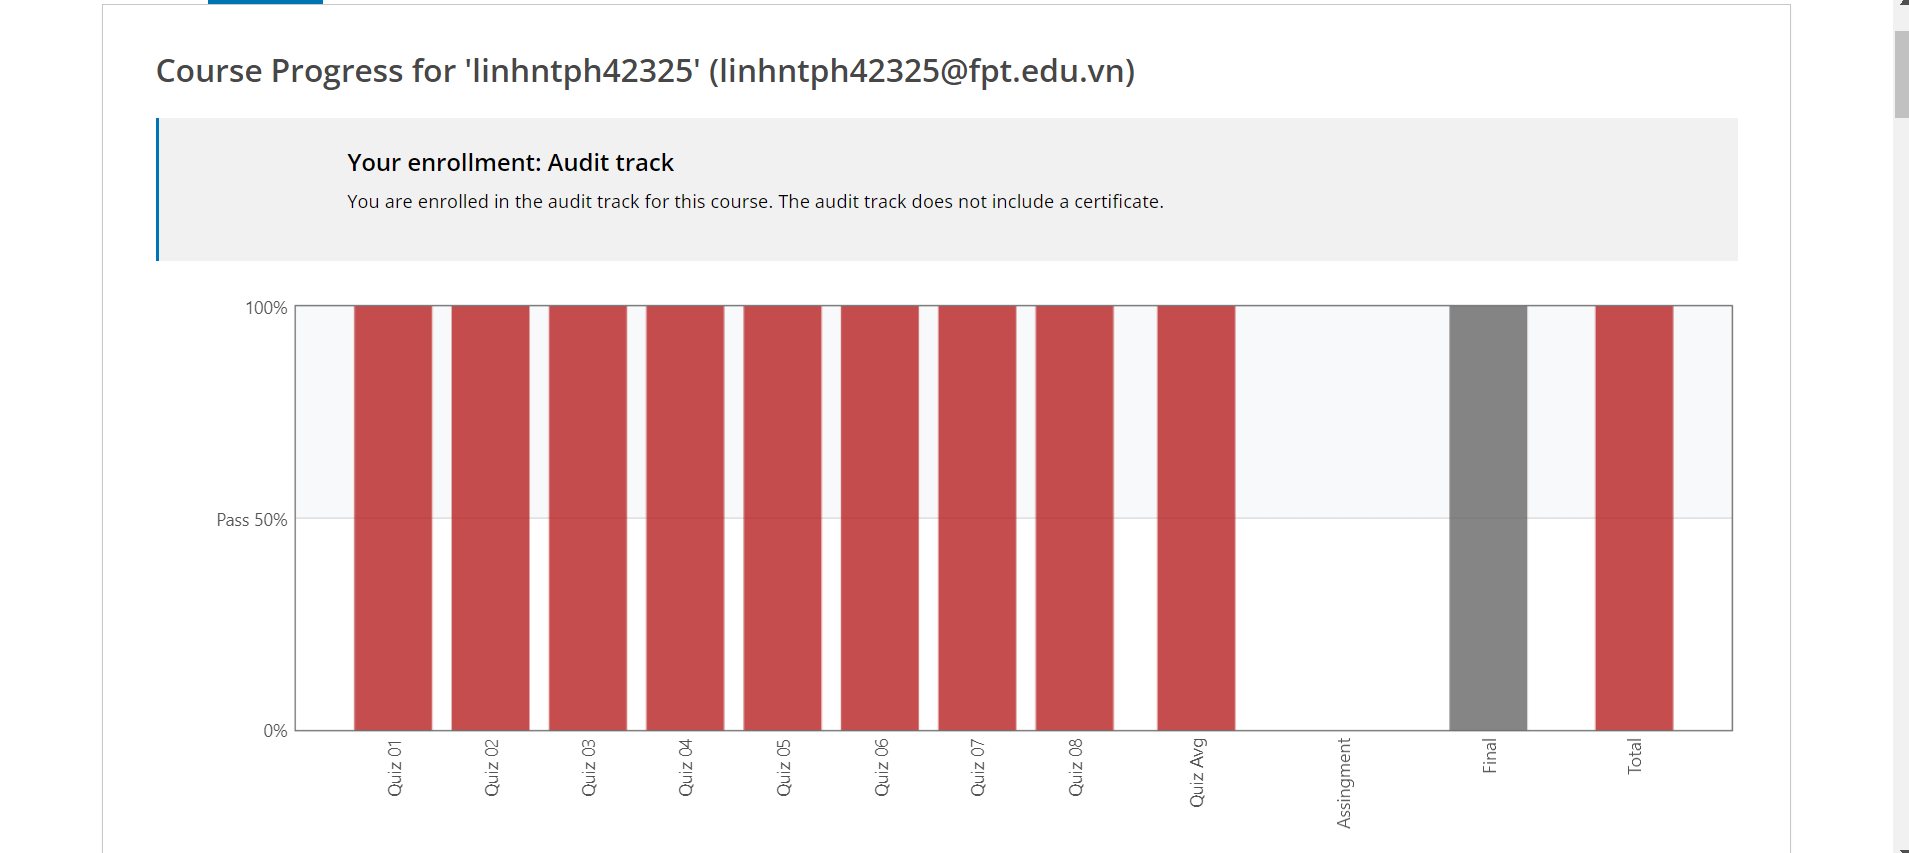 Course Progress for 'linhntph42325' (linhntph42325@fpt.edu.vn)
Your enrollment: Audit track
You are enrolled in the audit track for this course. The audit track does not include a certificate.
100%
Pass 50%
0%
Quiz 01
Quiz 02
Quiz 03
Quiz 04
Quiz 05
Quiz 06
Quiz 07
Quiz 08
Quiz Avg
Assingment
Final
Total